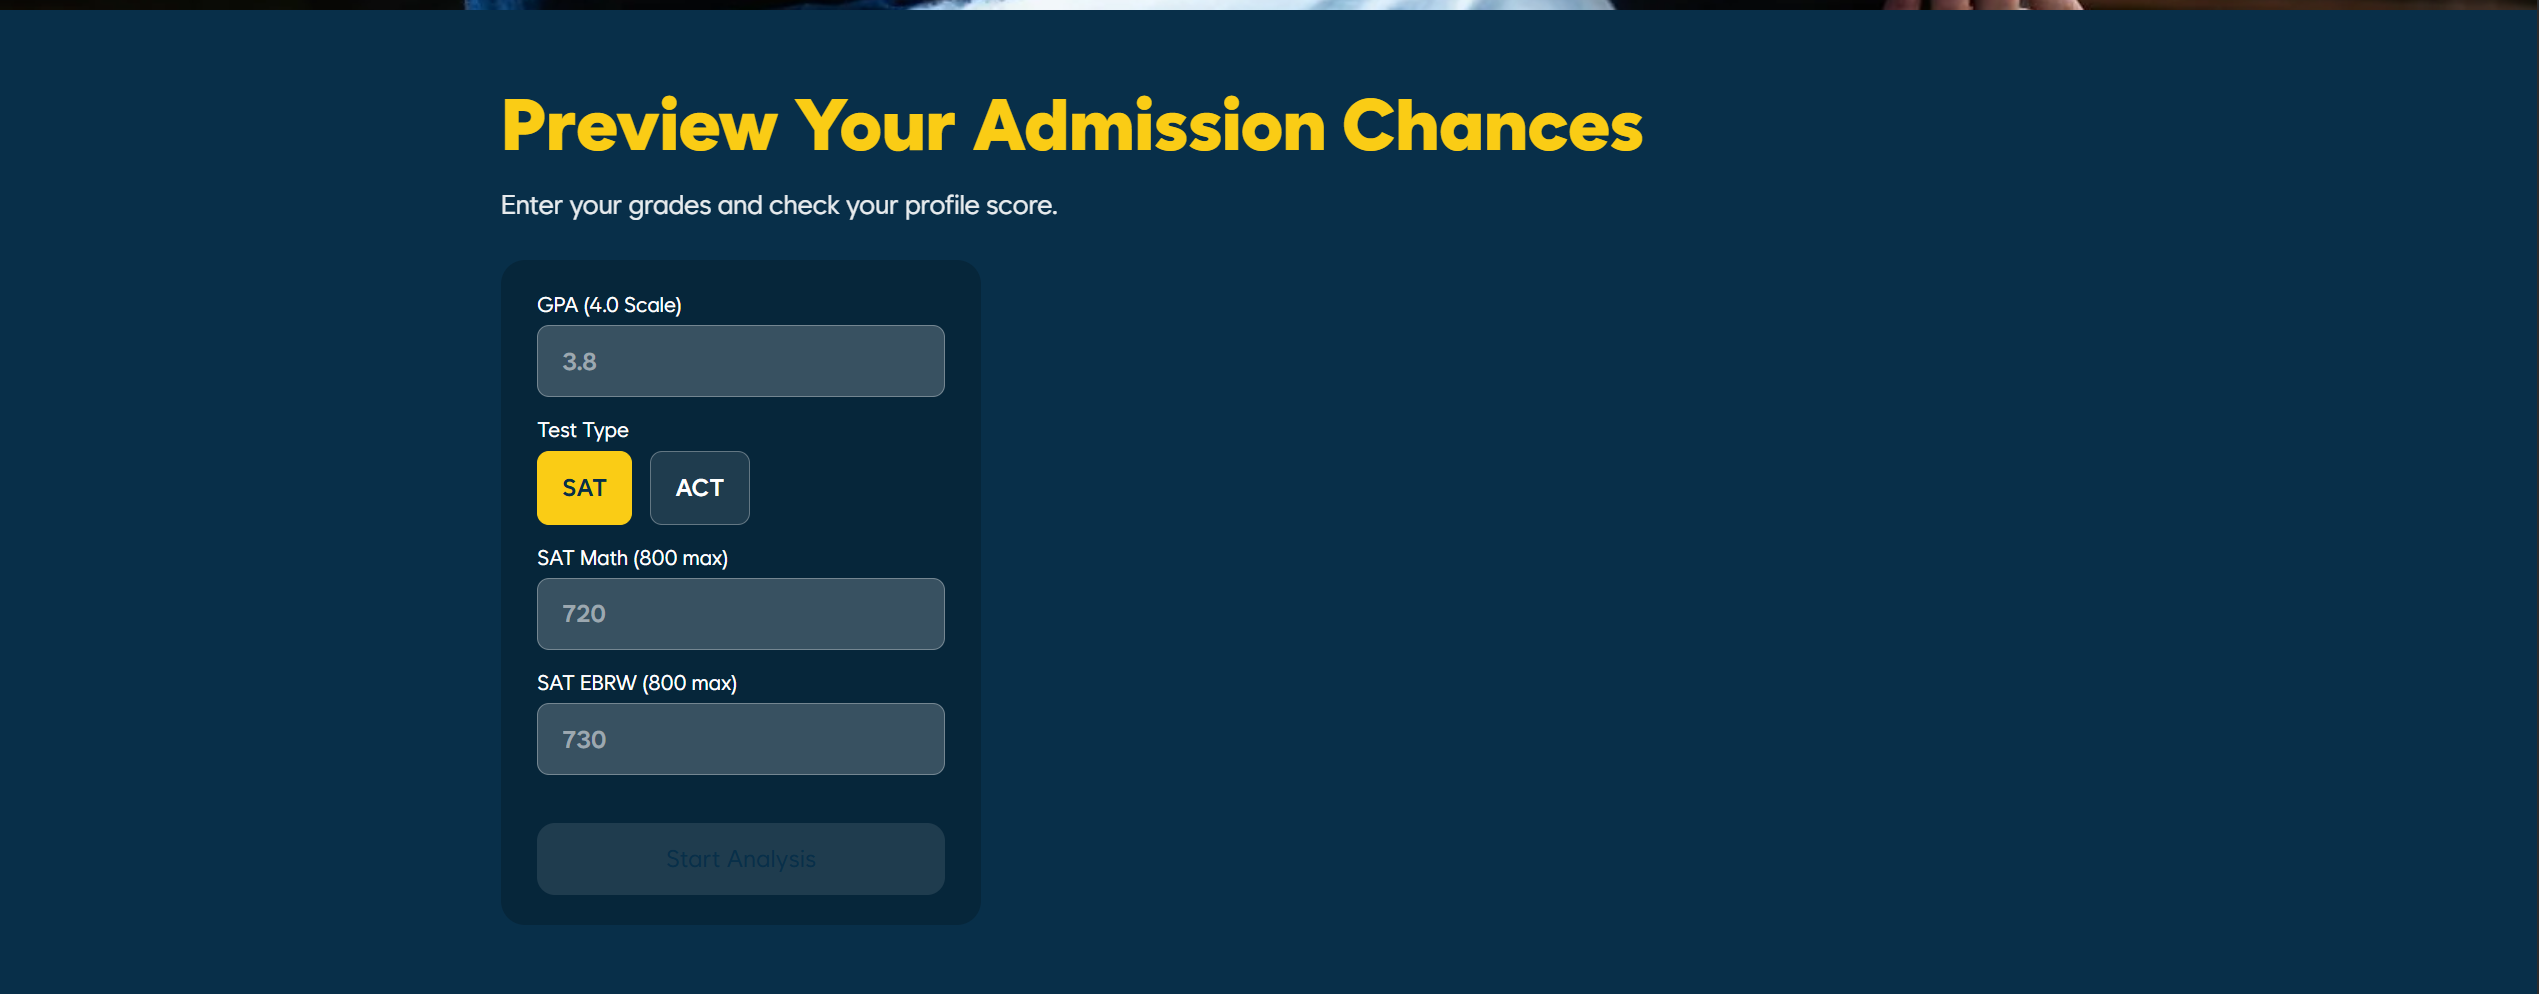 Preview Your Admission Chances
Enter your grades and check your profile score.
GPA (4.0 Scale)
3.8
Test Type
SAT ACT
SAT Math (800 max)
720
SAT EBRW (800 max)
730
Start Analysis